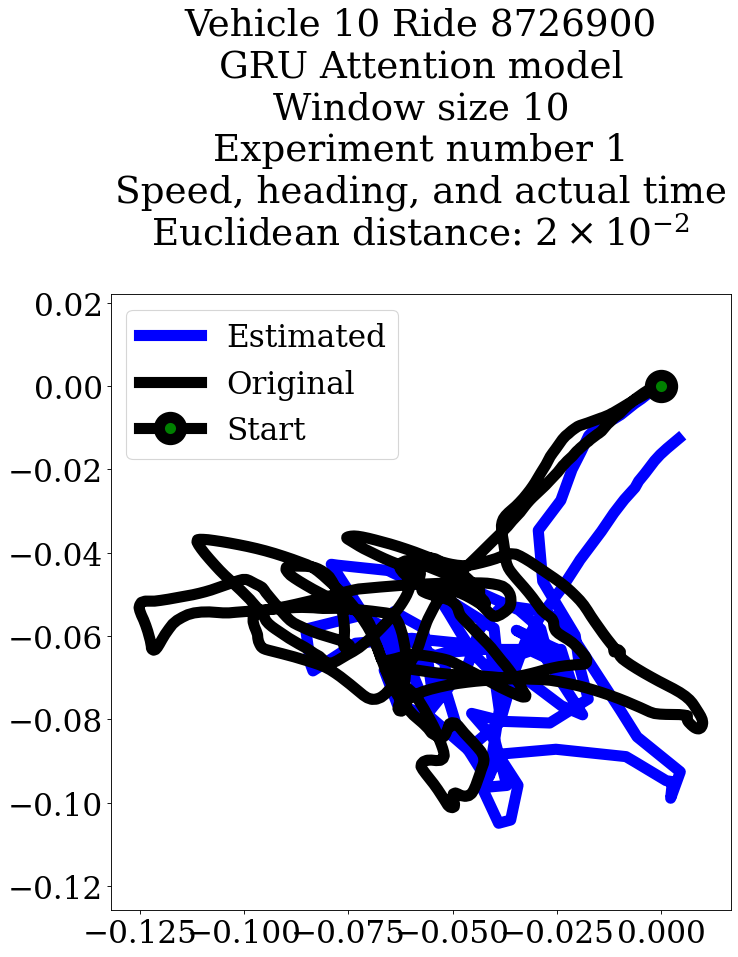 Vehicle 10 Ride 8726900
GRU Attention model
Window size 10
Experiment number 1
Speed, heading, and actual time
Euclidean distance: 2 × 10⁻²
Estimated
Original
Start
0.02
0.00
−0.02
−0.04
−0.06
−0.08
−0.10
−0.12
−0.125 −0.100 −0.075 −0.050 −0.025 0.000